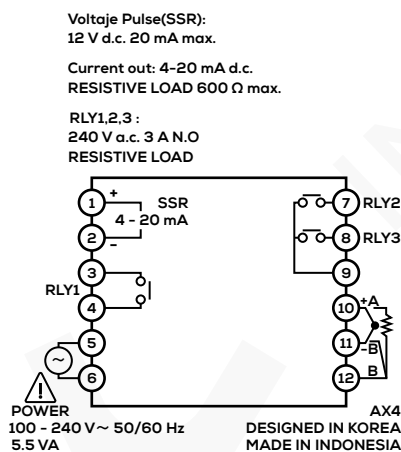 Voltaje Pulse(SSR):
12 V d.c. 20 mA max.
Current out: 4-20 mA d.c.
RESISTIVE LOAD 600 Ω max.
RLY1,2,3 :
240 V a.c. 3 A N.O
RESISTIVE LOAD
1 + SSR 7 RLY2
4 - 20 mA
2 - 8 RLY3
3 9
RLY1
4 10 +A
5 11 -B
~
6 12 B
POWER AX4
100 - 240 V~ 50/60 Hz DESIGNED IN KOREA
5.5 VA MADE IN INDONESIA